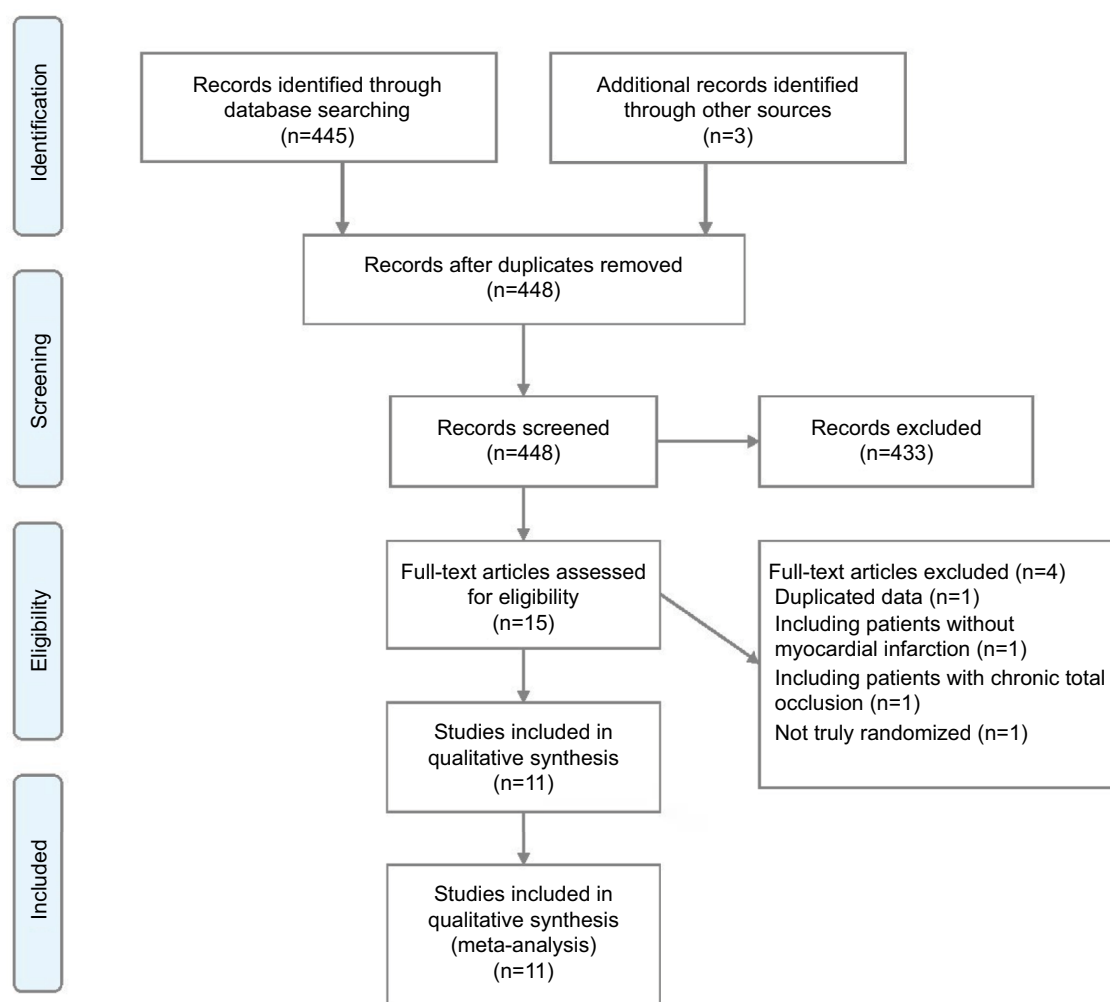 Identification
Records identified through
database searching
(n=445)
Additional records identified
through other sources
(n=3)
Records after duplicates removed
(n=448)
Screening
Records screened
(n=448)
Records excluded
(n=433)
Eligibility
Full-text articles assessed
for eligibility
(n=15)
Full-text articles excluded (n=4)
Duplicated data (n=1)
Including patients without
myocardial infarction (n=1)
Including patients with chronic total
occlusion (n=1)
Not truly randomized (n=1)
Studies included in
qualitative synthesis
(n=11)
Included
Studies included in
qualitative synthesis
(meta-analysis)
(n=11)